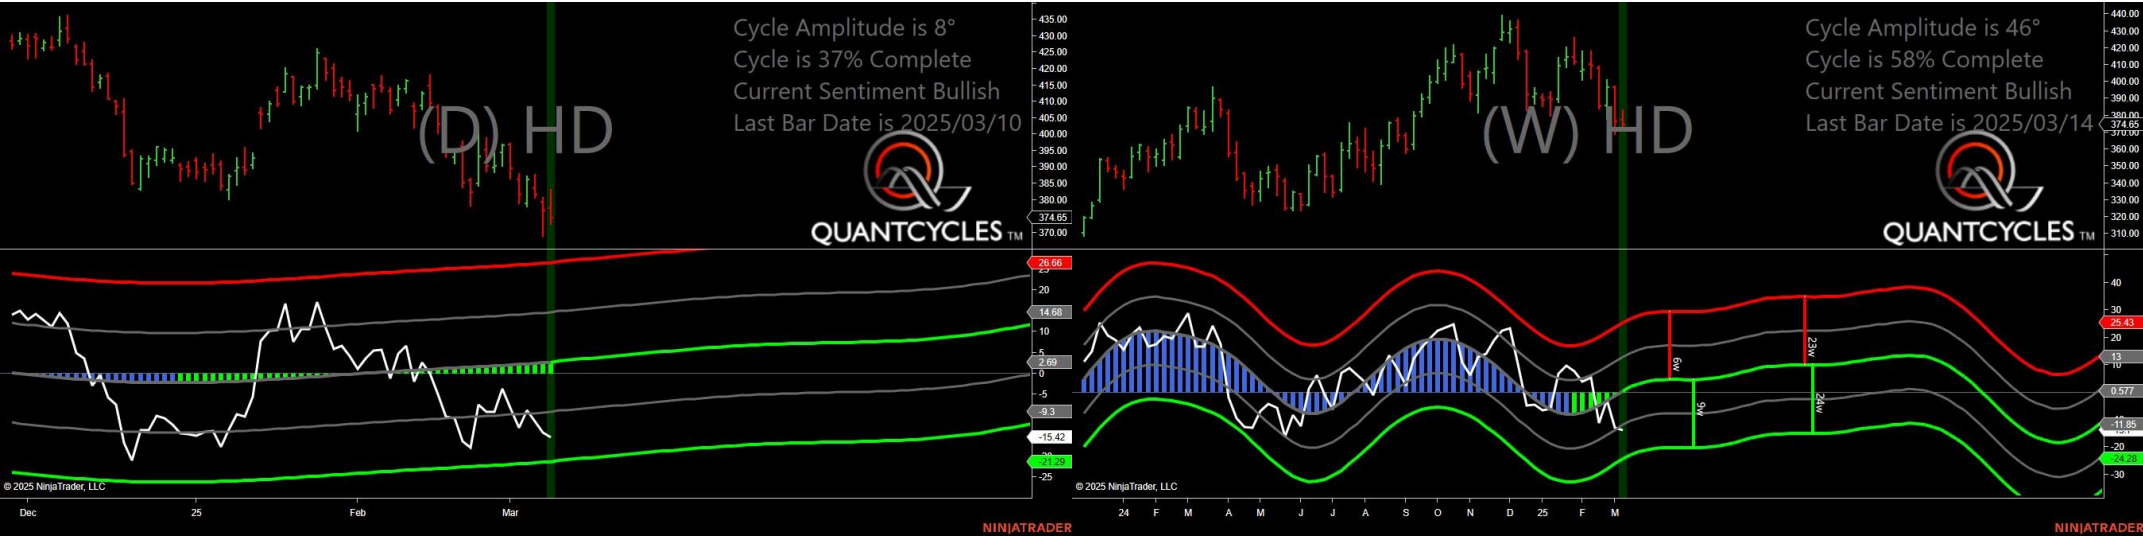 Cycle Amplitude is 8°
Cycle is 37% Complete
Current Sentiment Bullish
Last Bar Date is 2025/03/10
(D) HD
QUANTCYCLES TM
435.00
430.00
425.00
420.00
415.00
410.00
405.00
400.00
395.00
390.00
385.00
380.00
374.65
370.00
26.66
20
14.68
10
5
2.69
0
-5
-9.3
-15.42
-21.29
-25
© 2025 NinjaTrader, LLC
Dec
25
Feb
Mar
NINJATRADER
Cycle Amplitude is 46°
Cycle is 58% Complete
Current Sentiment Bullish
Last Bar Date is 2025/03/14
(W) HD
QUANTCYCLES TM
440.00
430.00
420.00
410.00
400.00
390.00
380.00
374.65
360.00
350.00
340.00
330.00
320.00
310.00
40
30
25.43
20
13
10
0.577
-11.85
-20
-24.28
-30
6w
9w
23w
24w
© 2025 NinjaTrader, LLC
24 F M A M J J A S O N D 25 F M
NINJATRADER